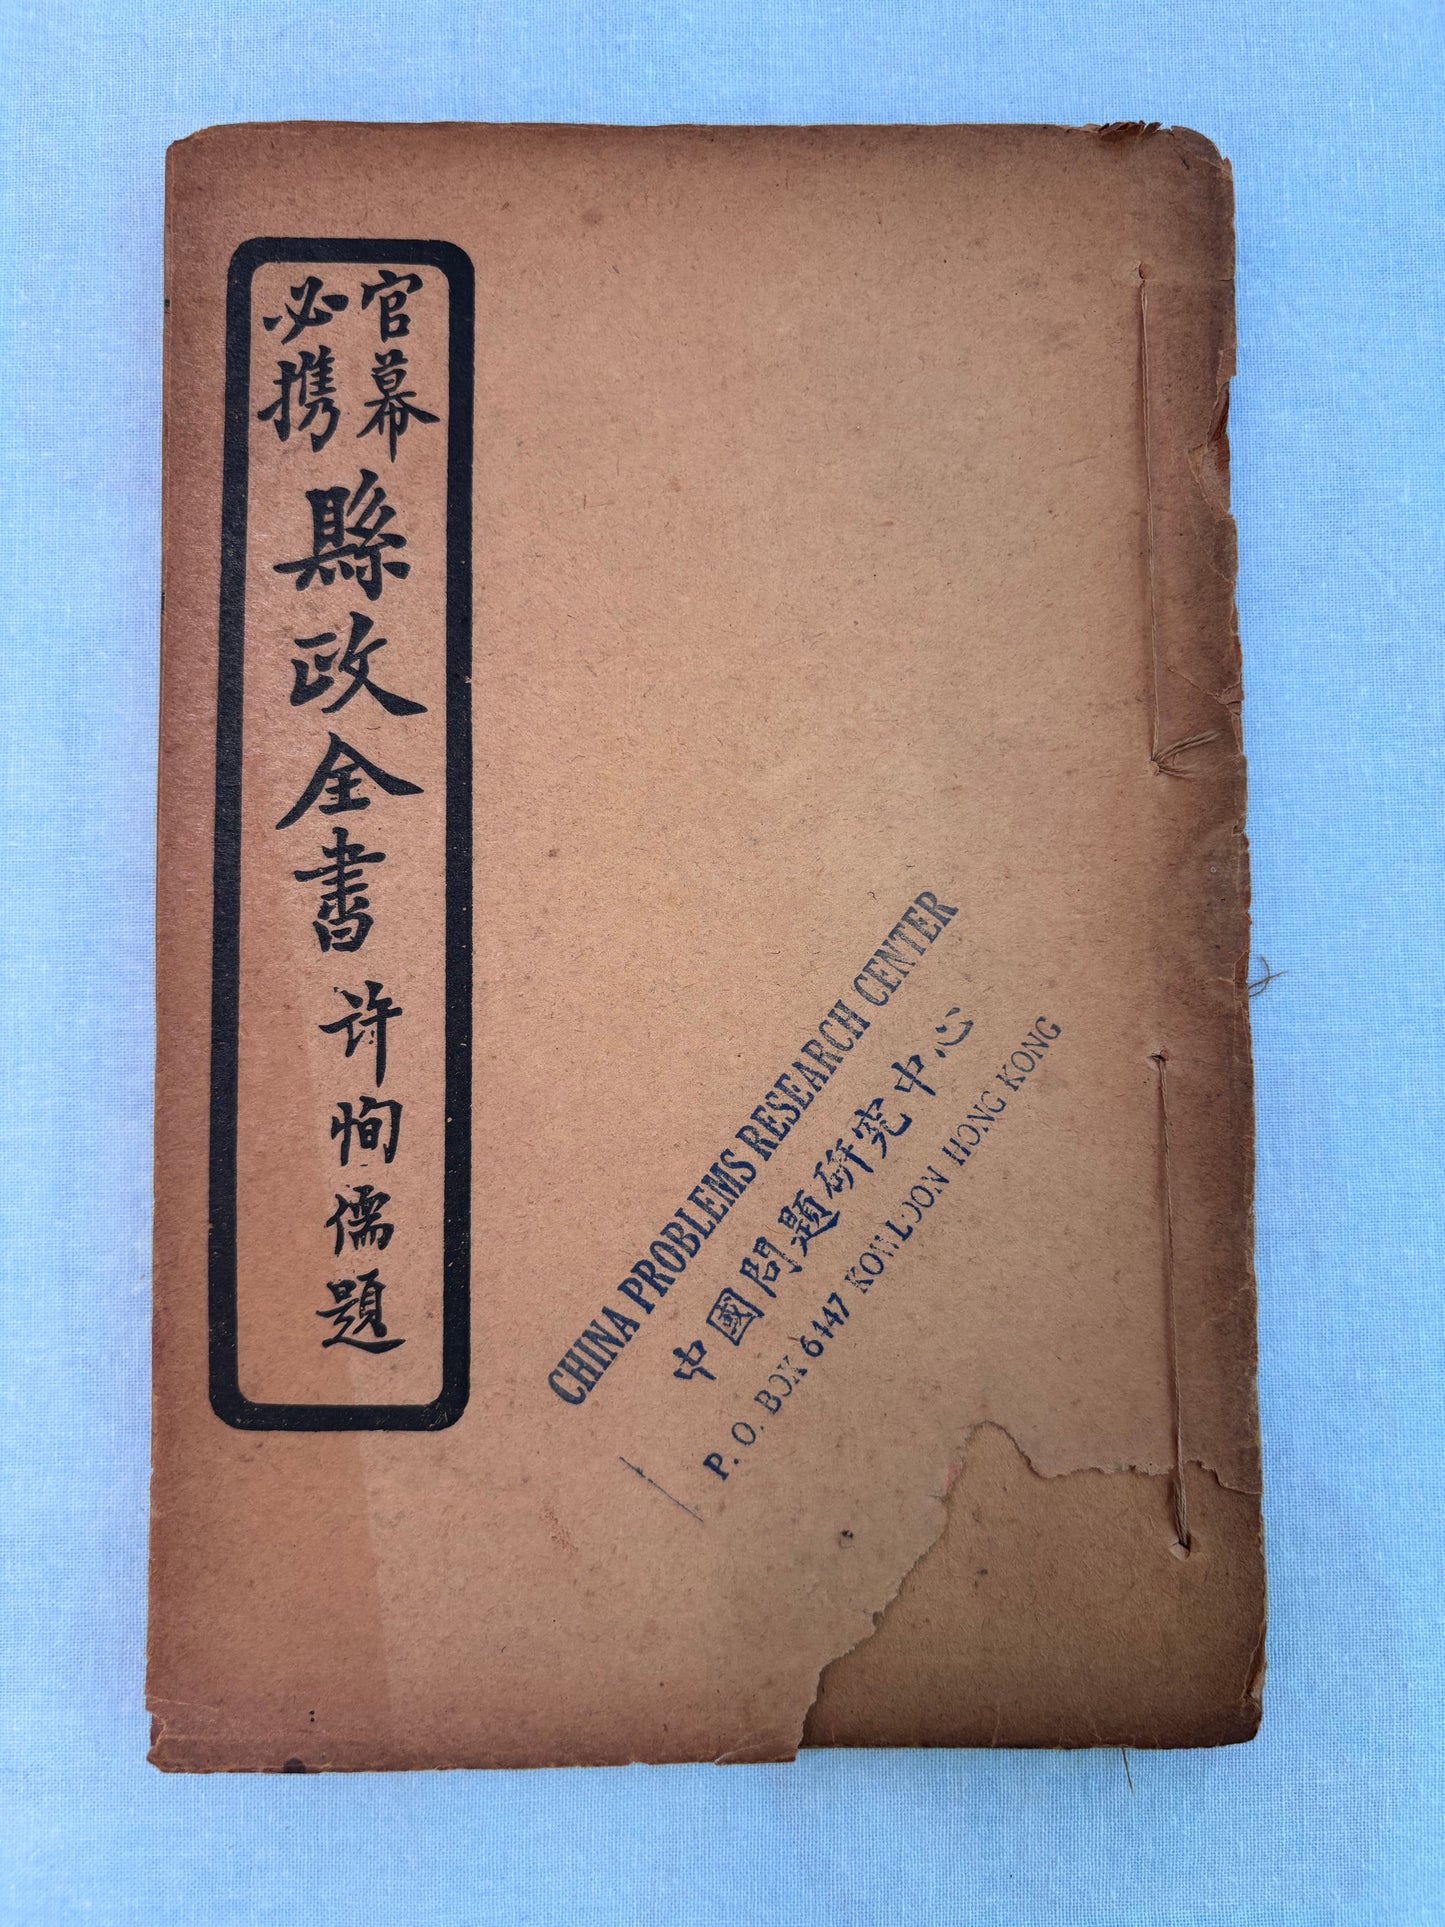 官幕
必携
縣政全書
許恂儒題
CHINA PROBLEMS RESEARCH CENTER
中國問題研究中心
P. O. BOX 6447 KOWLOON HONG KONG